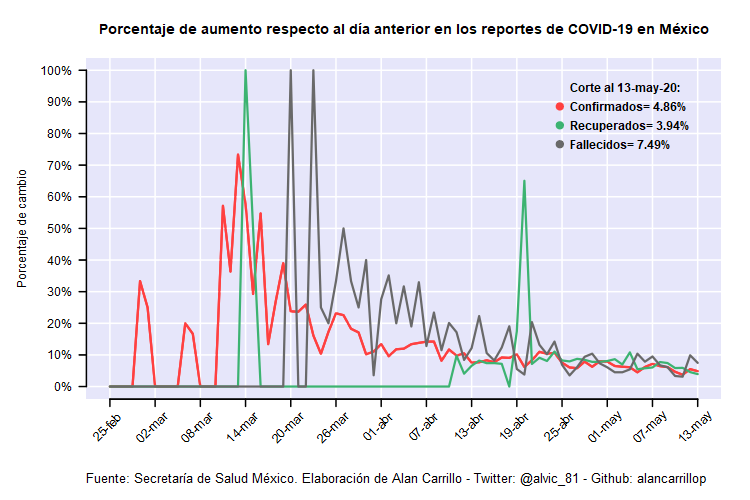 Porcentaje de aumento respecto al día anterior en los reportes de COVID-19 en México
Corte al 13-may-20:
Confirmados= 4.86%
Recuperados= 3.94%
Fallecidos= 7.49%
Porcentaje de cambio
100%
90%
80%
70%
60%
50%
40%
30%
20%
10%
0%
25-feb
02-mar
08-mar
14-mar
20-mar
26-mar
01-abr
07-abr
13-abr
19-abr
25-abr
01-may
07-may
13-may
Fuente: Secretaría de Salud México. Elaboración de Alan Carrillo - Twitter: @alvic_81 - Github: alancarrillop